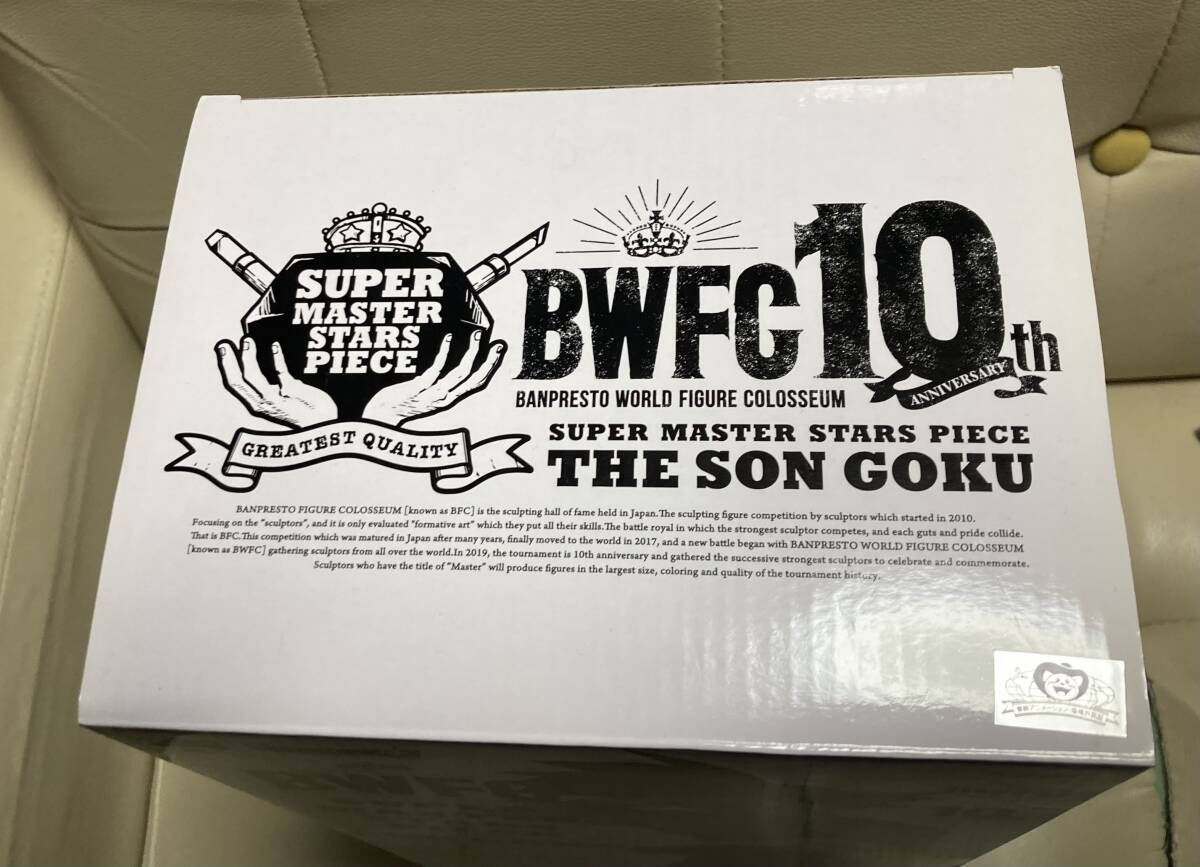 SUPER
MASTER
STARS
PIECE
GREATEST QUALITY
BWFC 10th
ANNIVERSARY
BANPRESTO WORLD FIGURE COLOSSEUM
SUPER MASTER STARS PIECE
THE SON GOKU
BANPRESTO FIGURE COLOSSEUM [known as BFC] is the sculpting hall of fame held in Japan.The sculpting figure competition by sculptors which started in 2010.
Focusing on the "sculptors", and it is only evaluated "formative art" which they put all their skills.The battle royal in which the strongest sculptor competes, and each guts and pride collide.
That is BFC.This competition which was matured in Japan after many years, finally moved to the world in 2017, and a new battle began with BANPRESTO WORLD FIGURE COLOSSEUM
[known as BWFC] gathering sculptors from all over the world.In 2019, the tournament is 10th anniversary and gathered the successive strongest sculptors to celebrate and commemorate.
Sculptors who have the title of "Master" will produce figures in the largest size, coloring and quality of the tournament history.